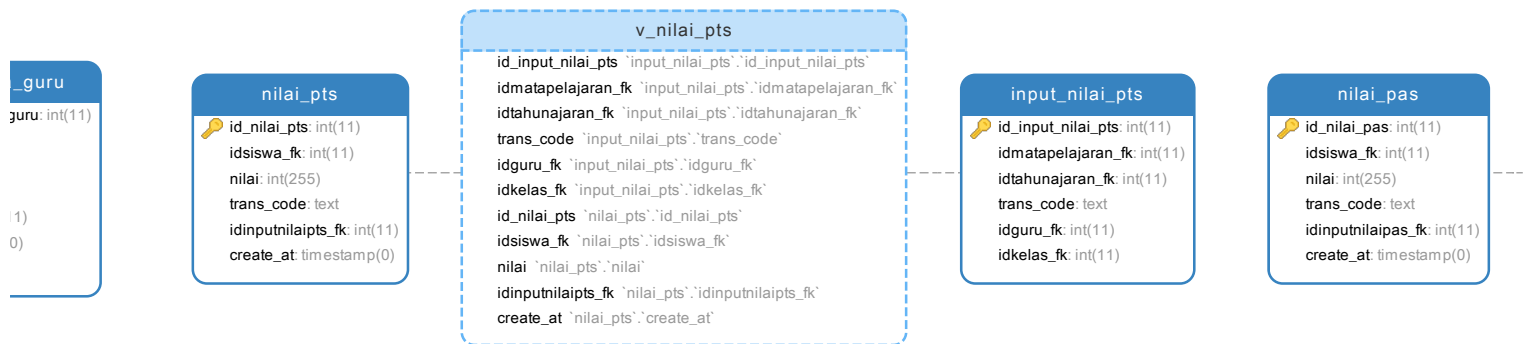 _guru
guru: int(11)
1)
0)
nilai_pts
id_nilai_pts: int(11)
idsiswa_fk: int(11)
nilai: int(255)
trans_code: text
idinputnilaipts_fk: int(11)
create_at: timestamp(0)
v_nilai_pts
id_input_nilai_pts `input_nilai_pts`.`id_input_nilai_pts`
idmatapelajaran_fk `input_nilai_pts`.`idmatapelajaran_fk`
idtahunajaran_fk `input_nilai_pts`.`idtahunajaran_fk`
trans_code `input_nilai_pts`.`trans_code`
idguru_fk `input_nilai_pts`.`idguru_fk`
idkelas_fk `input_nilai_pts`.`idkelas_fk`
id_nilai_pts `nilai_pts`.`id_nilai_pts`
idsiswa_fk `nilai_pts`.`idsiswa_fk`
nilai `nilai_pts`.`nilai`
idinputnilaipts_fk `nilai_pts`.`idinputnilaipts_fk`
create_at `nilai_pts`.`create_at`
input_nilai_pts
id_input_nilai_pts: int(11)
idmatapelajaran_fk: int(11)
idtahunajaran_fk: int(11)
trans_code: text
idguru_fk: int(11)
idkelas_fk: int(11)
nilai_pas
id_nilai_pas: int(11)
idsiswa_fk: int(11)
nilai: int(255)
trans_code: text
idinputnilaipas_fk: int(11)
create_at: timestamp(0)